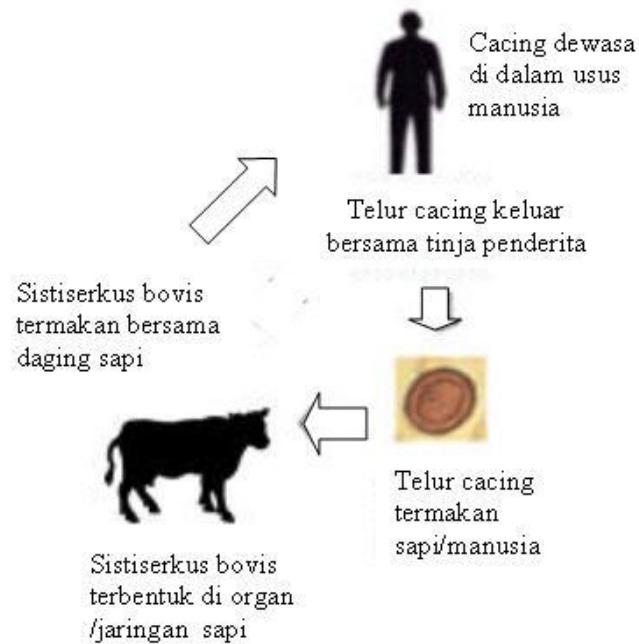 Cacing dewasa
di dalam usus
manusia
Telur cacing keluar
bersama tinja penderita
Sistiserkus bovis
termakan bersama
daging sapi
Telur cacing
termakan
sapi/manusia
Sistiserkus bovis
terbentuk di organ
/jaringan sapi